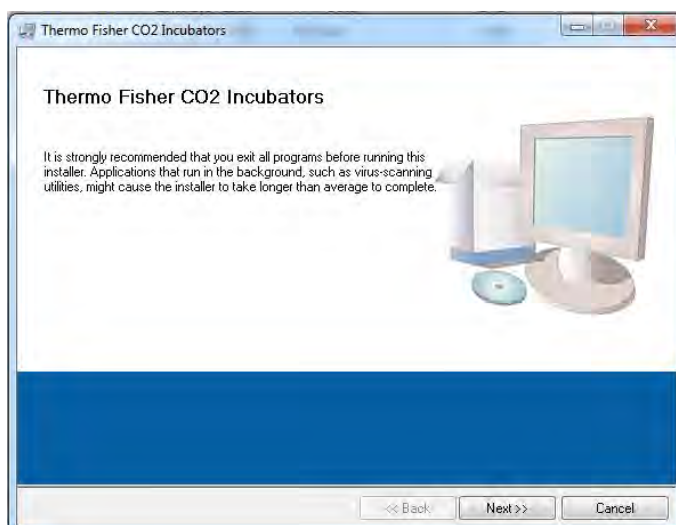 Thermo Fisher CO2 Incubators
Thermo Fisher CO2 Incubators
It is strongly recommended that you exit all programs before running this
installer. Applications that run in the background, such as virus-scanning
utilities, might cause the installer to take longer than average to complete.
<< Back Next >> Cancel